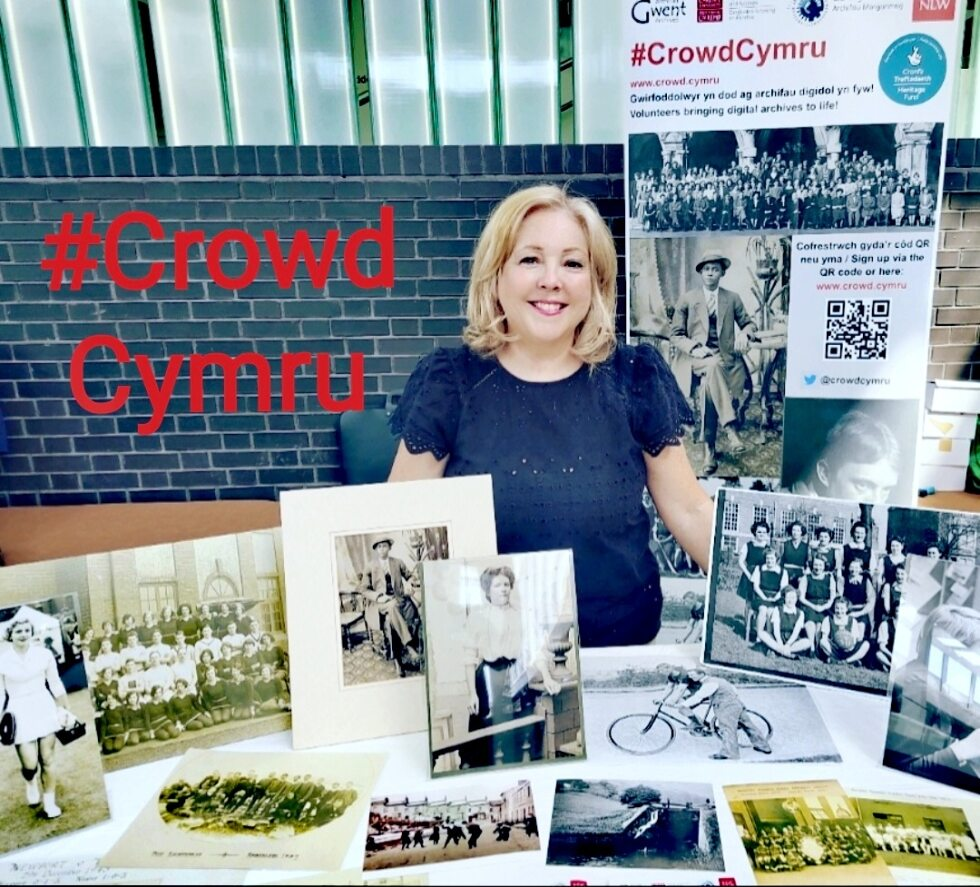 Gwent
NLW
#CrowdCymru
www.crowd.cymru
Gwirfoddolwyr yn dod ag archifau digidol yn fyw!
Volunteers bringing digital archives to life!
Cronfa
Treftadaeth
Heritage
Fund
Cofrestrwch gyda'r côd QR
neu yma / Sign up via the
QR code or here:
www.crowd.cymru
@crowdcymru
#Crowd
Cymru
NEWPORT